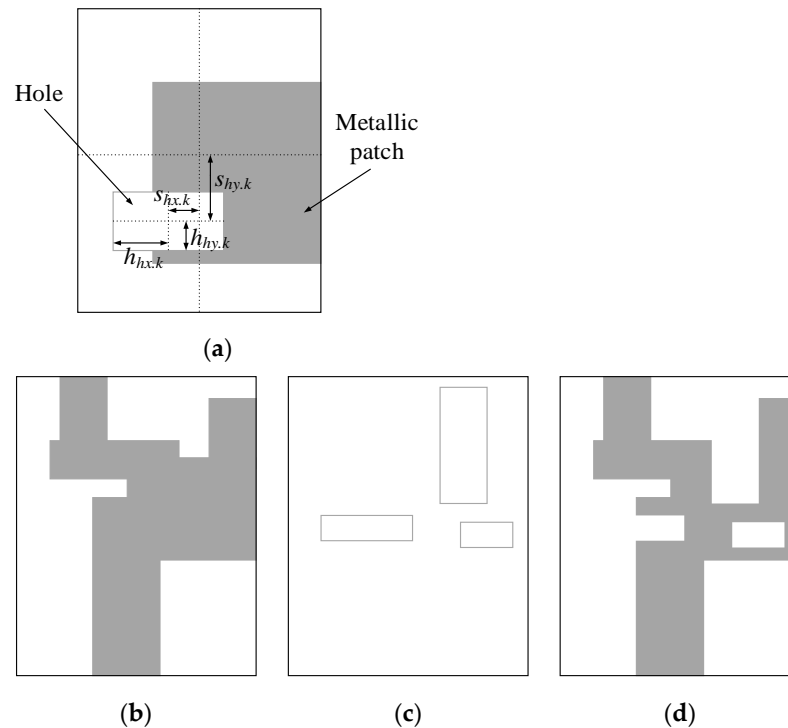 Hole
Metallic
patch
s_{hy.k}
s_{hx.k}
h_{hy.k}
h_{hx.k}
(a)
(b)
(c)
(d)